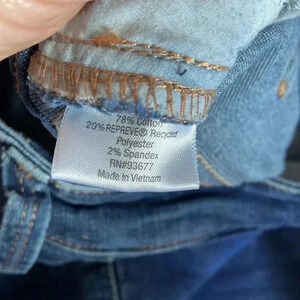 78% Cotton
20% REPREVE® Recycled
Polyester
2% Spandex
RN#93677
Made In Vietnam